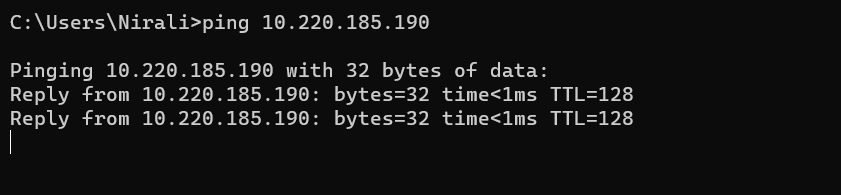 C:\Users\Nirali>ping 10.220.185.190
Pinging 10.220.185.190 with 32 bytes of data:
Reply from 10.220.185.190: bytes=32 time<1ms TTL=128
Reply from 10.220.185.190: bytes=32 time<1ms TTL=128